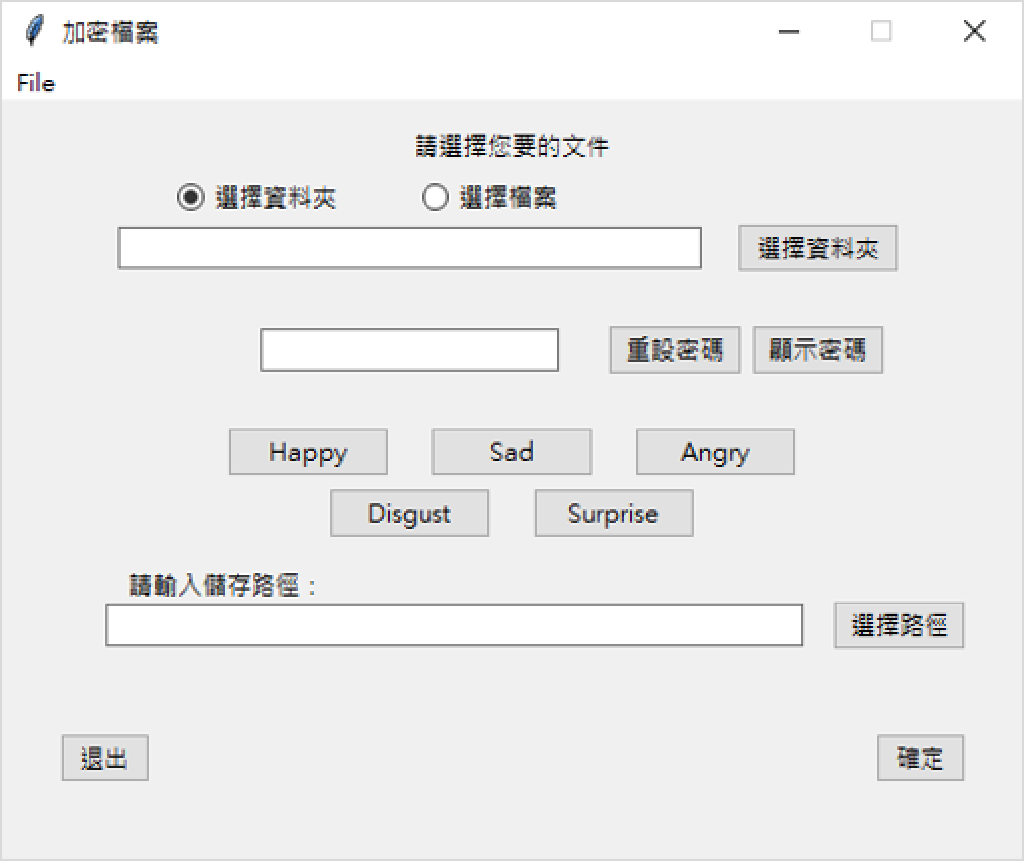 加密檔案
File
請選擇您要的文件
選擇資料夾 選擇檔案
選擇資料夾
重設密碼 顯示密碼
Happy Sad Angry
Disgust Surprise
請輸入儲存路徑：
選擇路徑
退出 確定